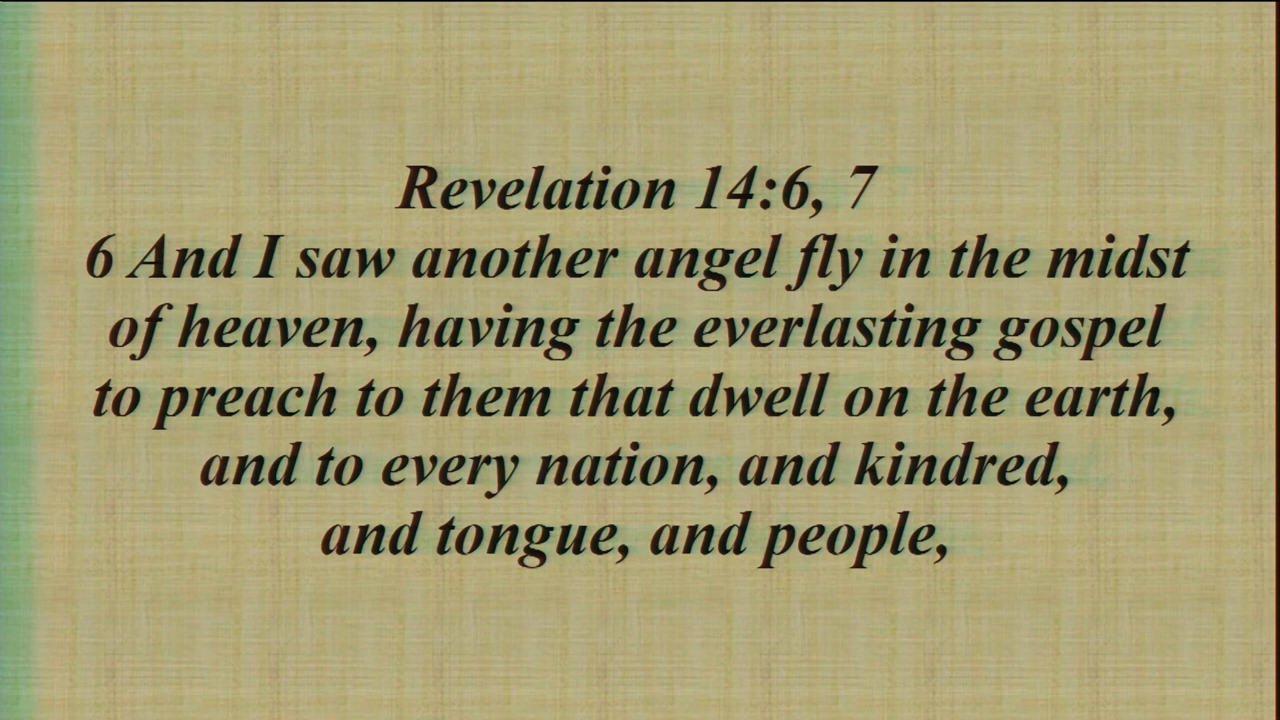 Revelation 14:6, 7
6 And I saw another angel fly in the midst
of heaven, having the everlasting gospel
to preach to them that dwell on the earth,
and to every nation, and kindred,
and tongue, and people,